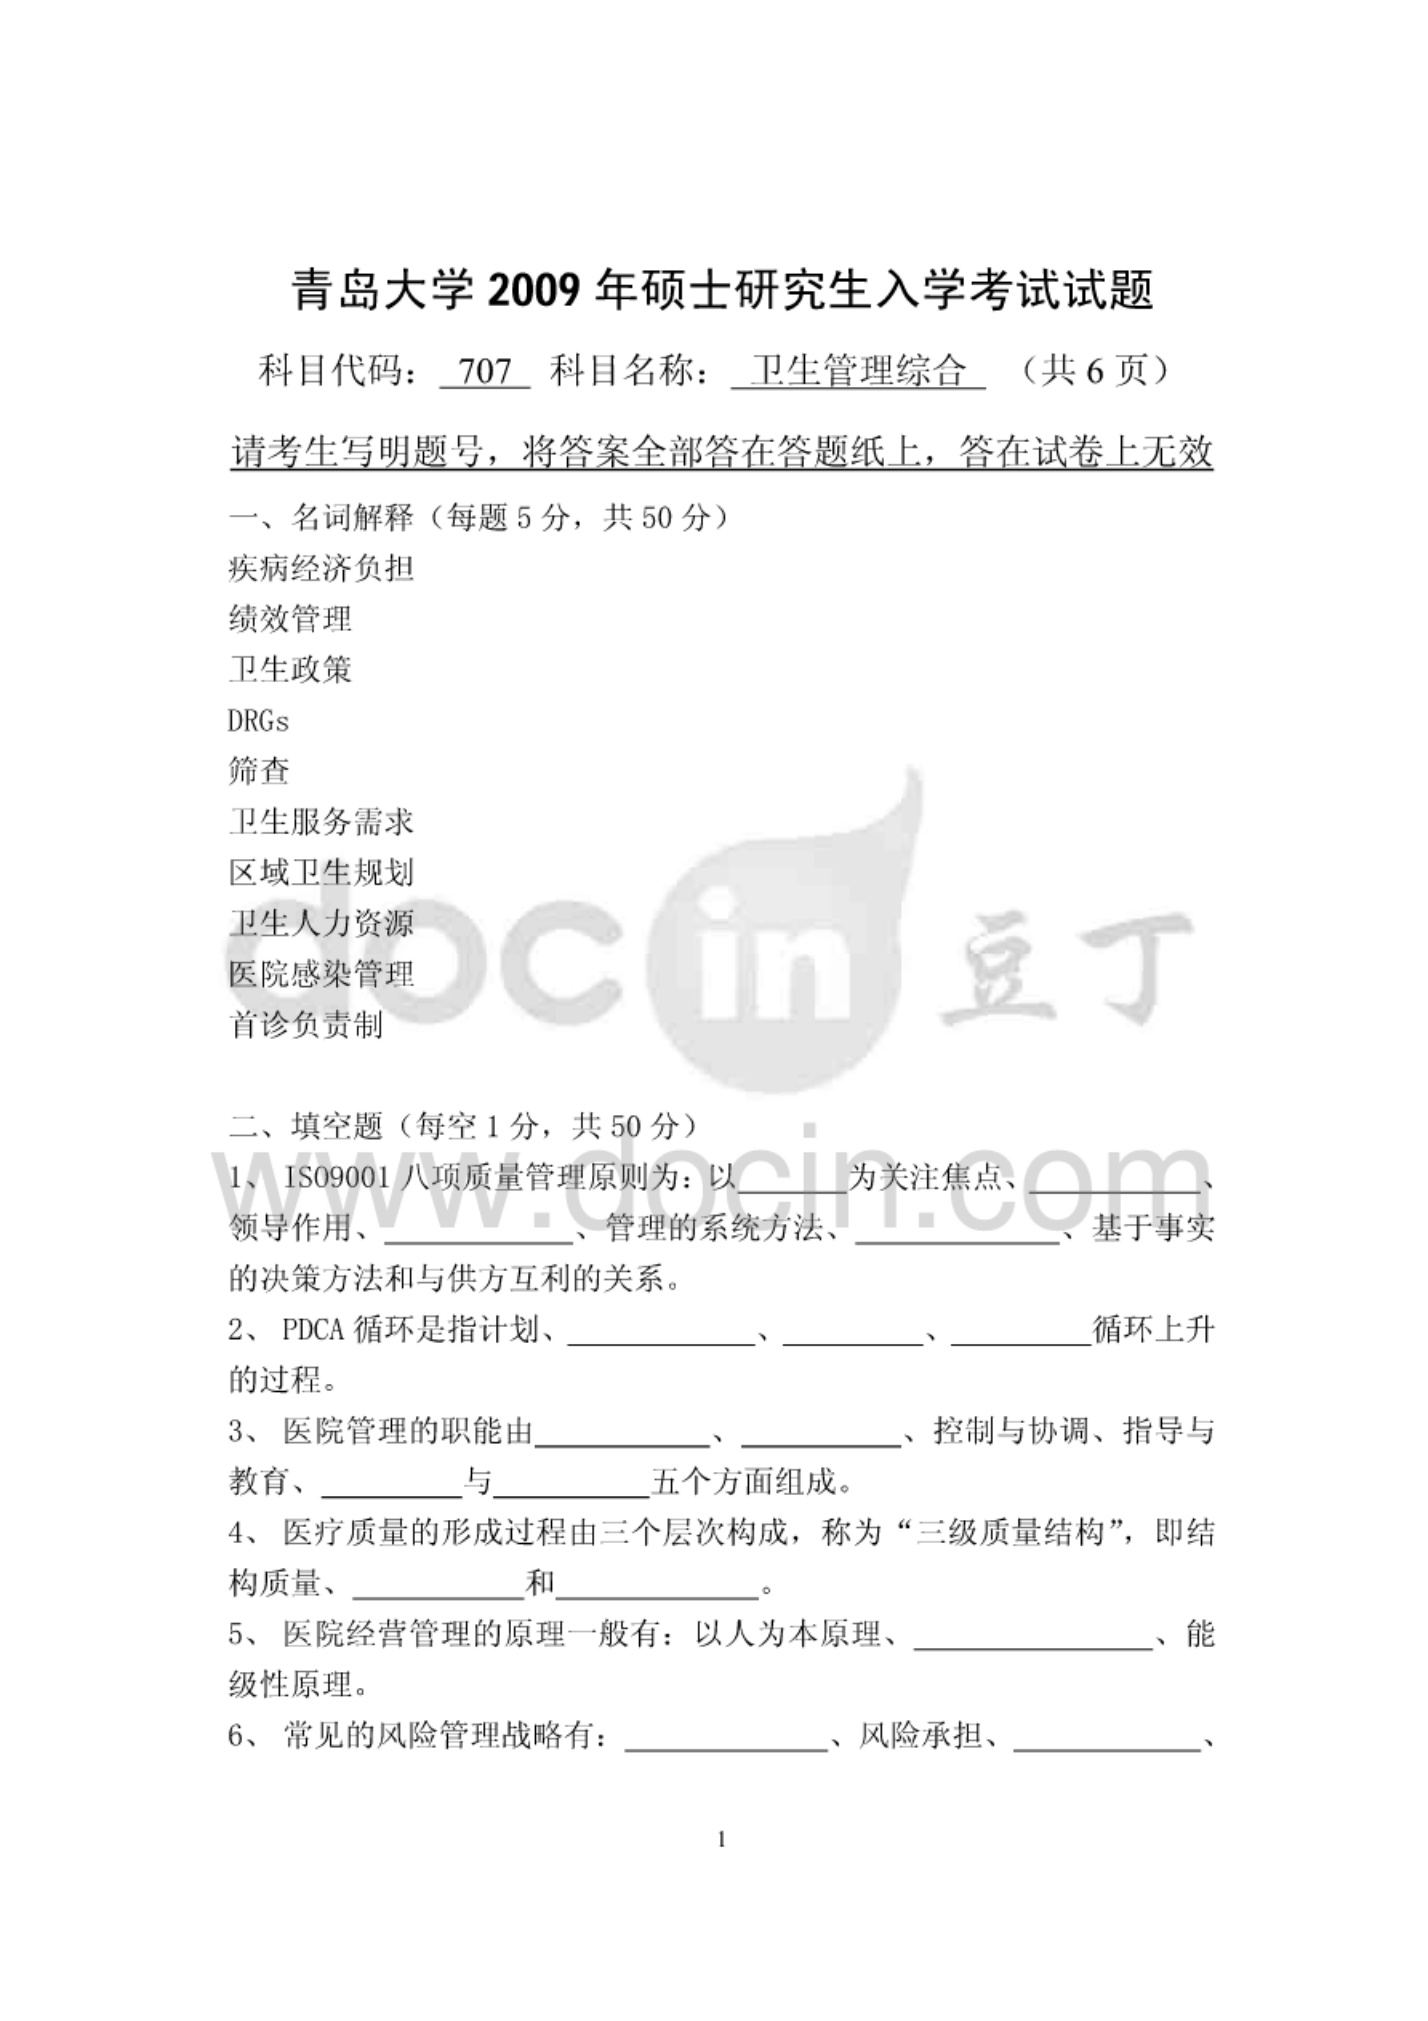 青岛大学 2009 年硕士研究生入学考试试题
科目代码： 707 科目名称： 卫生管理综合 （共 6 页）
请考生写明题号，将答案全部答在答题纸上，答在试卷上无效
一、名词解释（每题 5 分，共 50 分）
疾病经济负担
绩效管理
卫生政策
DRGs
筛查
卫生服务需求
区域卫生规划
卫生人力资源
医院感染管理
首诊负责制
docin 豆丁
www.docin.com
二、填空题（每空 1 分，共 50 分）
1、 ISO9001 八项质量管理原则为：以______为关注焦点、__________、
领导作用、___________、管理的系统方法、____________、基于事实
的决策方法和与供方互利的关系。
2、 PDCA 循环是指计划、___________、________、________循环上升
的过程。
3、 医院管理的职能由__________、_________、控制与协调、指导与
教育、________与_________五个方面组成。
4、 医疗质量的形成过程由三个层次构成，称为“三级质量结构”，即结
构质量、__________和____________。
5、 医院经营管理的原理一般有：以人为本原理、______________、能
级性原理。
6、 常见的风险管理战略有：____________、风险承担、___________、
1